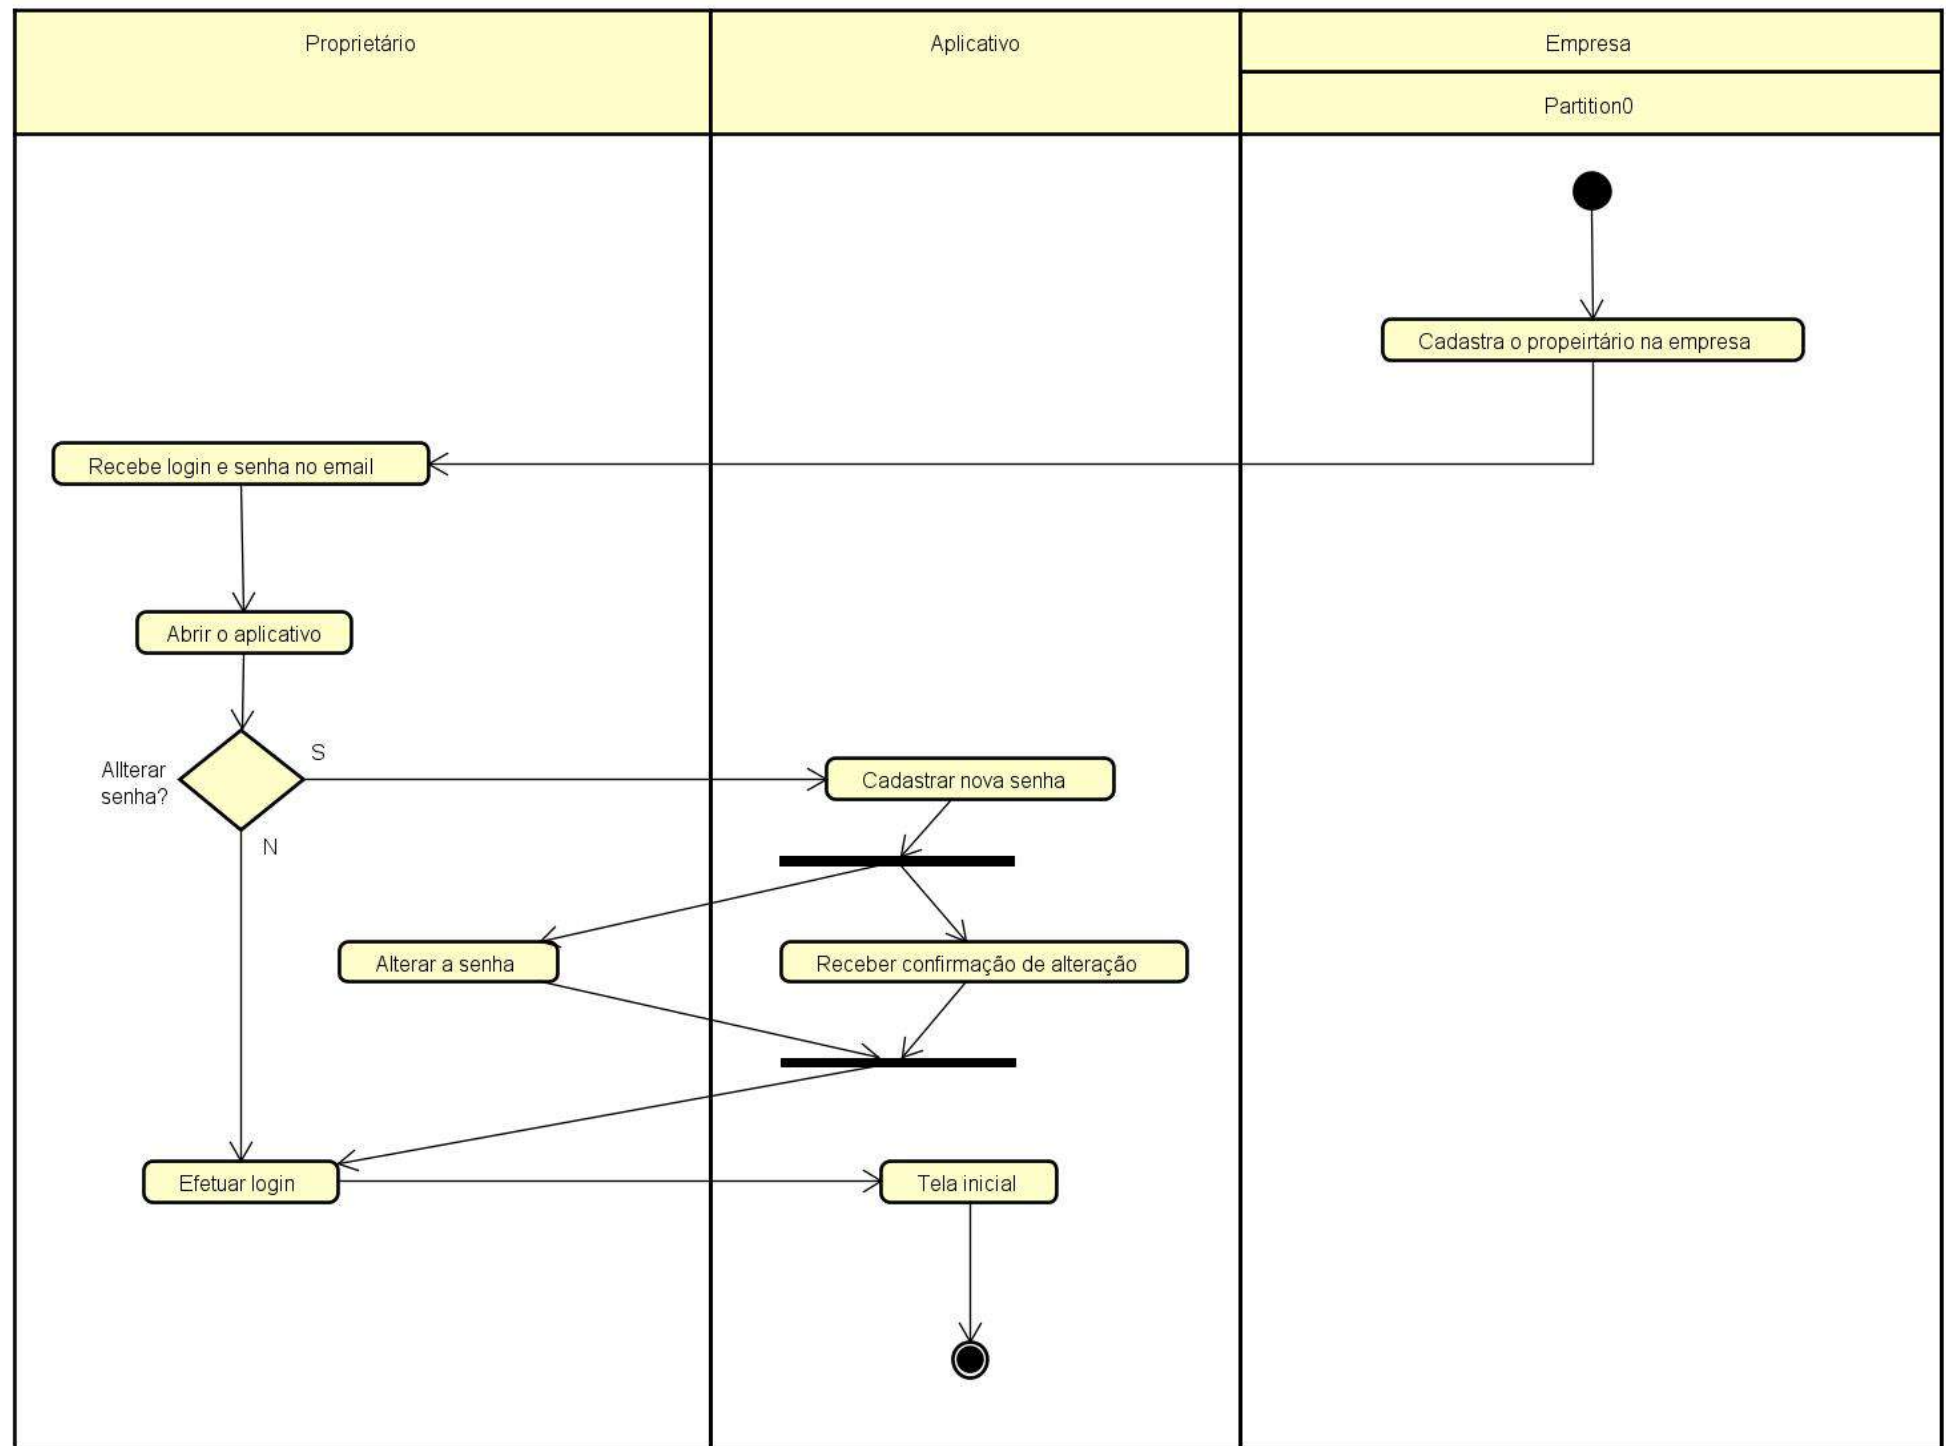 Proprietário
Aplicativo
Empresa
Partition0
Cadastra o propeirtário na empresa
Recebe login e senha no email
Abrir o aplicativo
Allterar
senha?
S
N
Cadastrar nova senha
Alterar a senha
Receber confirmação de alteração
Efetuar login
Tela inicial